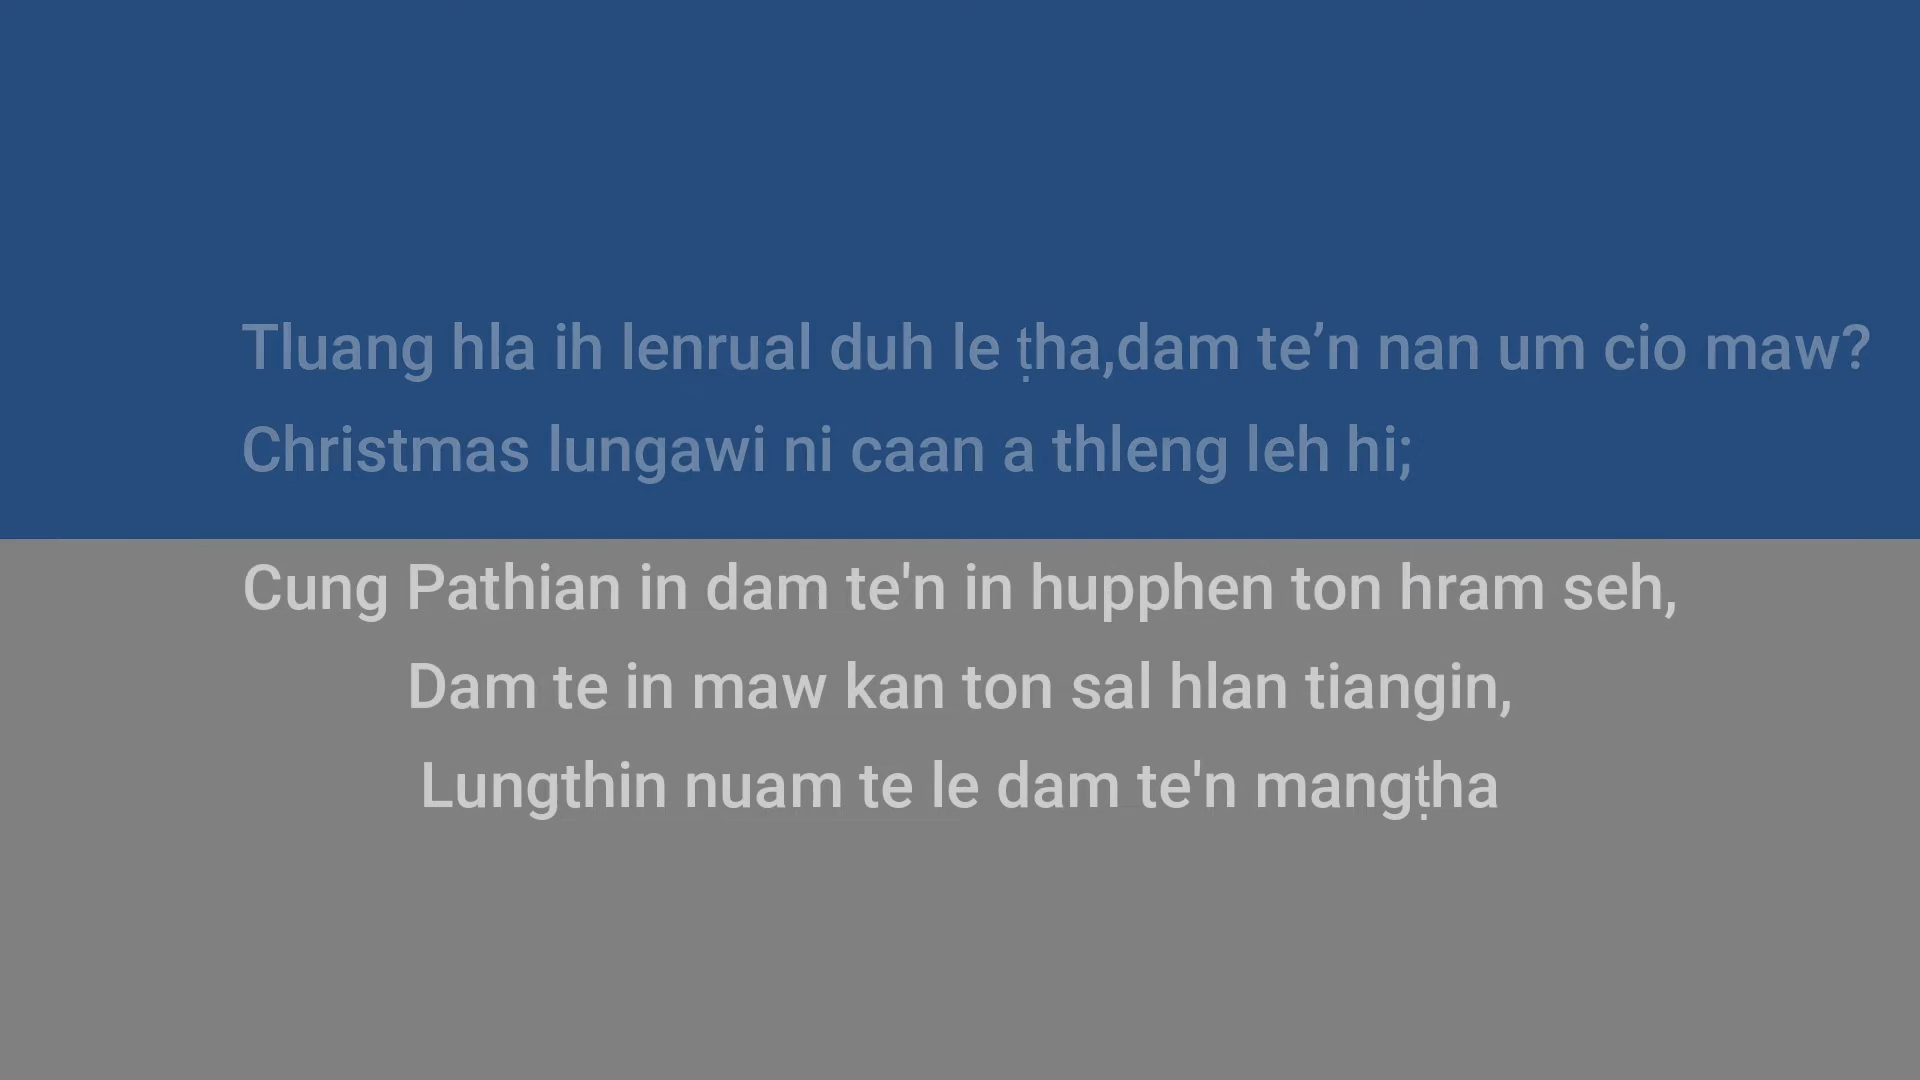 Tluang hla ih lenrual duh le ṭha,dam te’n nan um cio maw?
Christmas lungawi ni caan a thleng leh hi;
Cung Pathian in dam te'n in hupphen ton hram seh,
Dam te in maw kan ton sal hlan tiangin,
Lungthin nuam te le dam te'n mangṭha